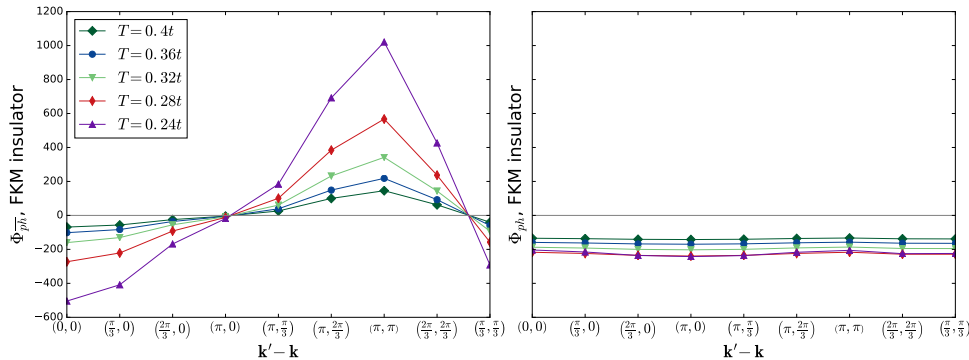 Φ_{\overline{ph}}, FKM insulator
1200
1000
800
600
400
200
0
−200
−400
−600
T = 0.4t
T = 0.36t
T = 0.32t
T = 0.28t
T = 0.24t
(0, 0) (π/3, 0) (2π/3, 0) (π, 0) (π, π/3) (π, 2π/3) (π, π) (2π/3, 2π/3) (π/3, π/3)
k′ − k
Φ_{ph}, FKM insulator
(0, 0) (π/3, 0) (2π/3, 0) (π, 0) (π, π/3) (π, 2π/3) (π, π) (2π/3, 2π/3) (π/3, π/3)
k′ − k